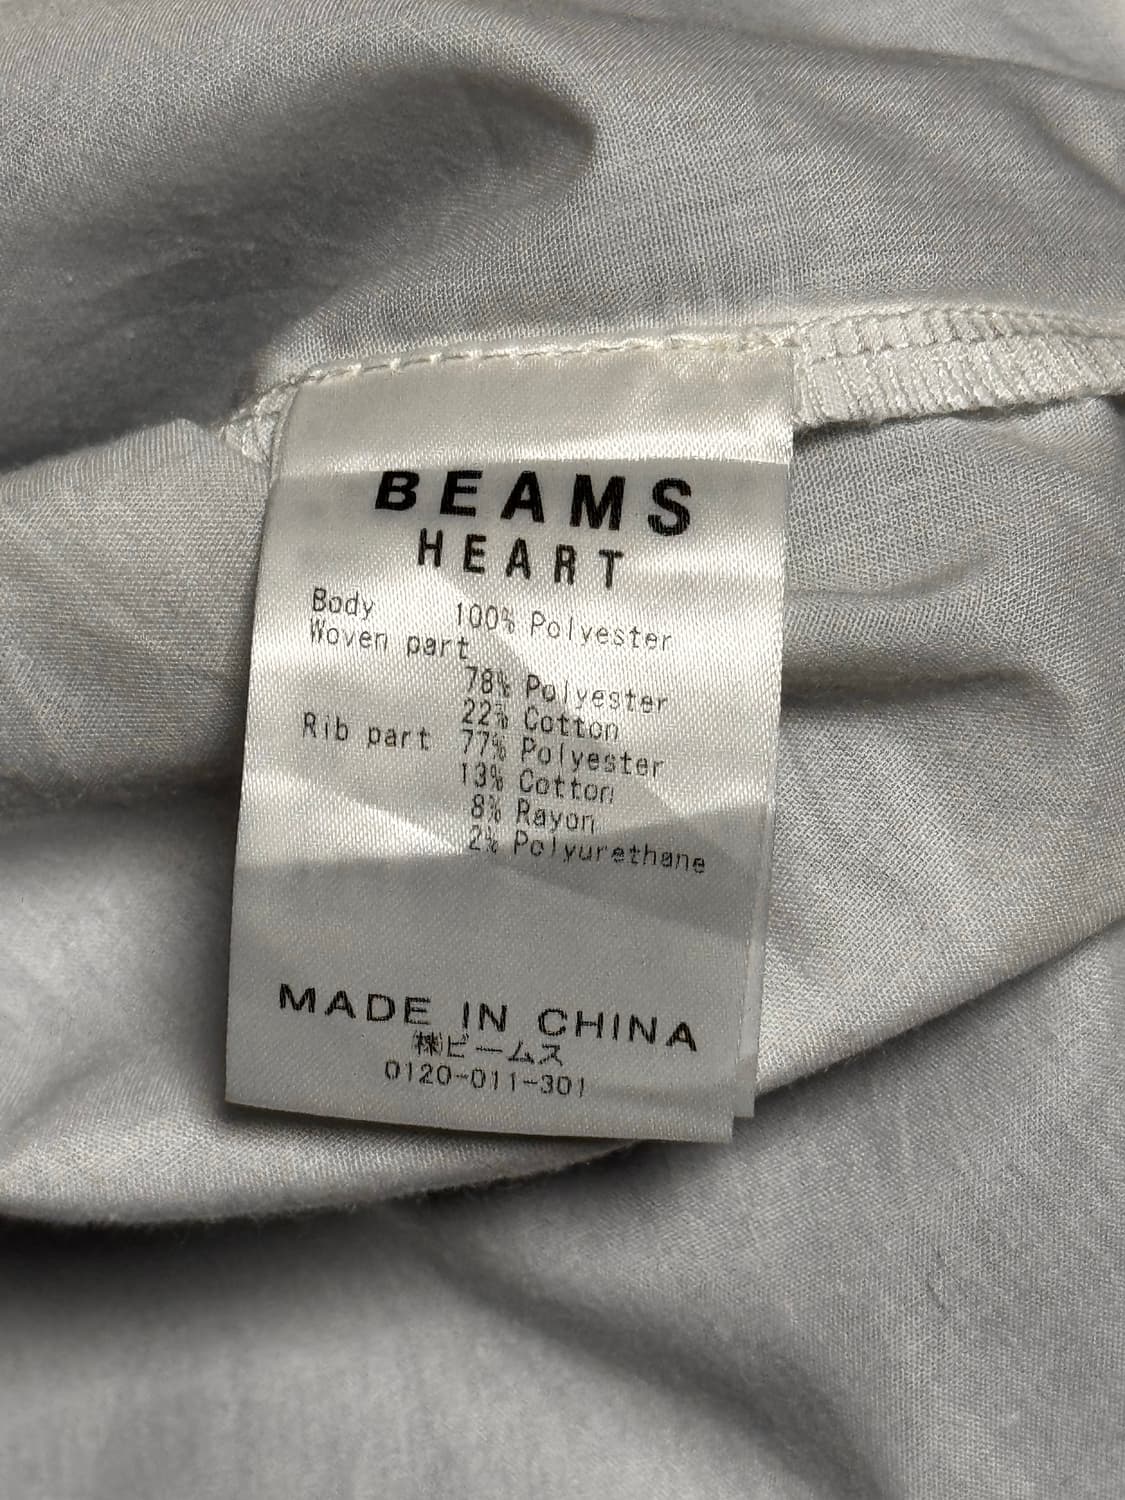 BEAMS
HEART
Body 100% Polyester
Woven part
78% Polyester
22% Cotton
Rib part 77% Polyester
13% Cotton
8% Rayon
2% Polyurethane
MADE IN CHINA
㈱ビームス
0120-011-301